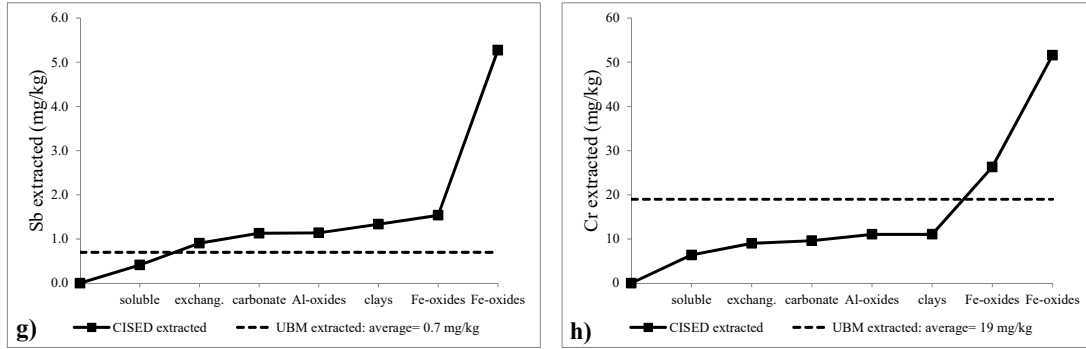 6.0
5.0
4.0
3.0
2.0
1.0
0.0
Sb extracted (mg/kg)
soluble exchang. carbonate Al-oxides clays Fe-oxides Fe-oxides
g)
CISED extracted UBM extracted: average= 0.7 mg/kg
60
50
40
30
20
10
0
Cr extracted (mg/kg)
soluble exchang. carbonate Al-oxides clays Fe-oxides Fe-oxides
h)
CISED extracted UBM extracted: average= 19 mg/kg